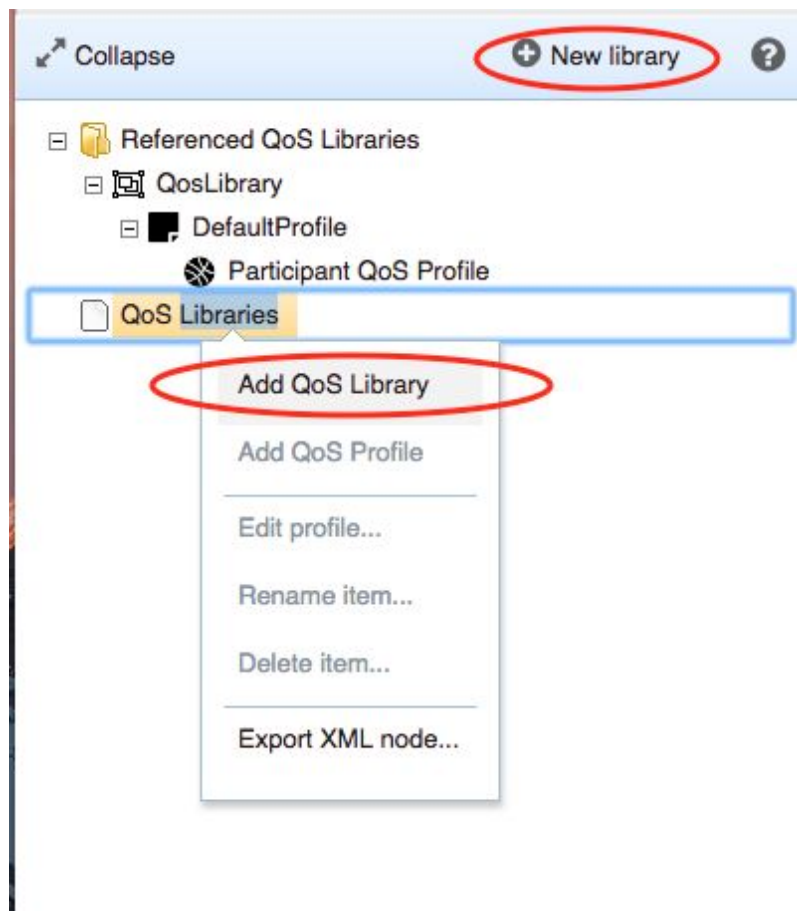 Collapse New library
Referenced QoS Libraries
QosLibrary
DefaultProfile
Participant QoS Profile
QoS Libraries
Add QoS Library
Add QoS Profile
Edit profile...
Rename item...
Delete item...
Export XML node...